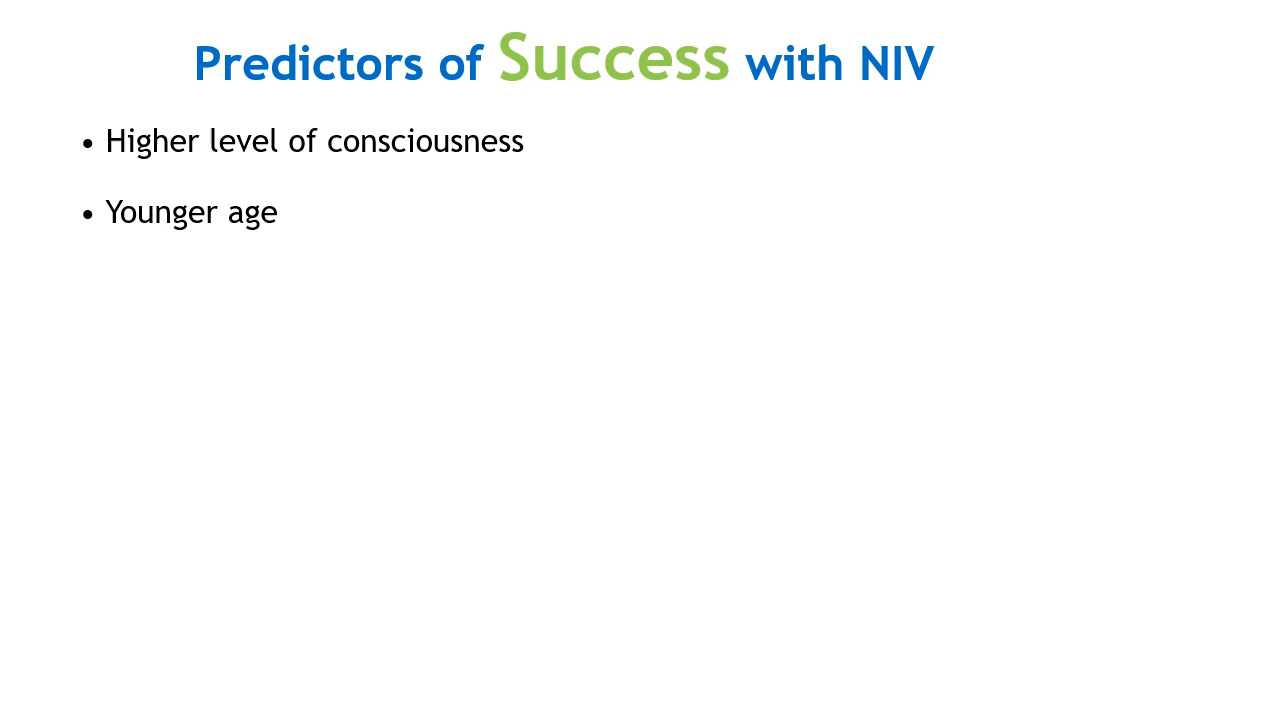 Predictors of Success with NIV
• Higher level of consciousness
• Younger age